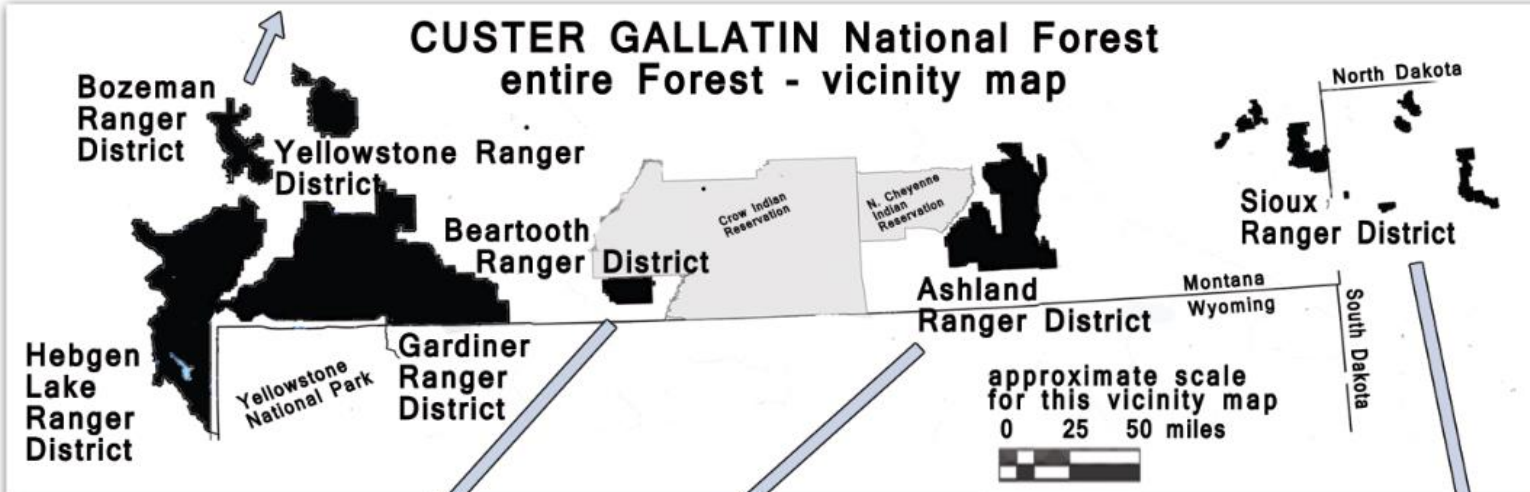 CUSTER GALLATIN National Forest
entire Forest - vicinity map
Bozeman
Ranger
District
Yellowstone Ranger
District
Beartooth
Ranger District
Crow Indian
Reservation
N. Cheyenne
Indian
Reservation
North Dakota
Sioux
Ranger District
Ashland
Ranger District
Montana
Wyoming
South Dakota
Hebgen
Lake
Ranger
District
Yellowstone
National Park
Gardiner
Ranger
District
approximate scale
for this vicinity map
0 25 50 miles